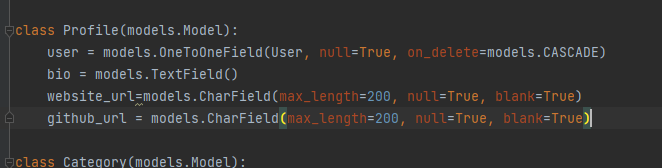 class Profile(models.Model):
    user = models.OneToOneField(User, null=True, on_delete=models.CASCADE)
    bio = models.TextField()
    website_url=models.CharField(max_length=200, null=True, blank=True)
    github_url = models.CharField(max_length=200, null=True, blank=True)
class Category(models.Model):